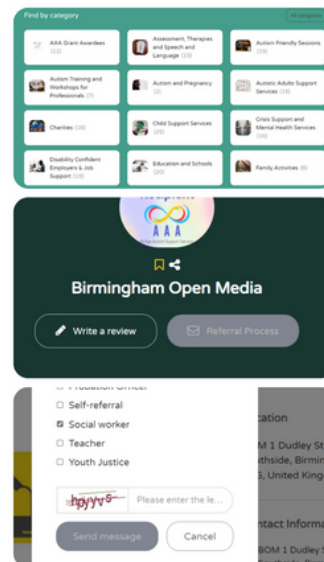 Find by category
All categories
AAA Grant Awardees
(12)
Assessment, Therapies
and Speech and
Language (10)
Autism Friendly Sessions
(19)
Autism Training and
Workshops for
Professionals (7)
Autism and Pregnancy
(2)
Autistic Adults Support
Services (18)
Charities (16)
Child Support Services
(29)
Crisis Support and
Mental Health Services
Disability Confident
Employers & Job
Support (19)
Education and Schools
(20)
Family Activities (8)
AAA
Birmingham Open Media
Write a review
Referral Process
Probation Officer
Self-referral
Social worker
Teacher
Youth Justice
Please enter the le...
Send message
Cancel
cation
M 1 Dudley St
thside, Birmin
, United King
ntact Informa
BOM 1 Dudley S